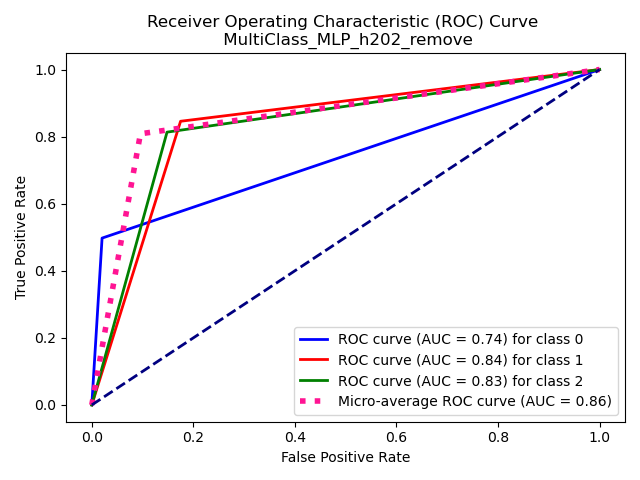 Receiver Operating Characteristic (ROC) Curve
MultiClass_MLP_h202_remove
1.0
0.8
0.6
0.4
0.2
0.0
True Positive Rate
0.0 0.2 0.4 0.6 0.8 1.0
False Positive Rate
ROC curve (AUC = 0.74) for class 0
ROC curve (AUC = 0.84) for class 1
ROC curve (AUC = 0.83) for class 2
Micro-average ROC curve (AUC = 0.86)